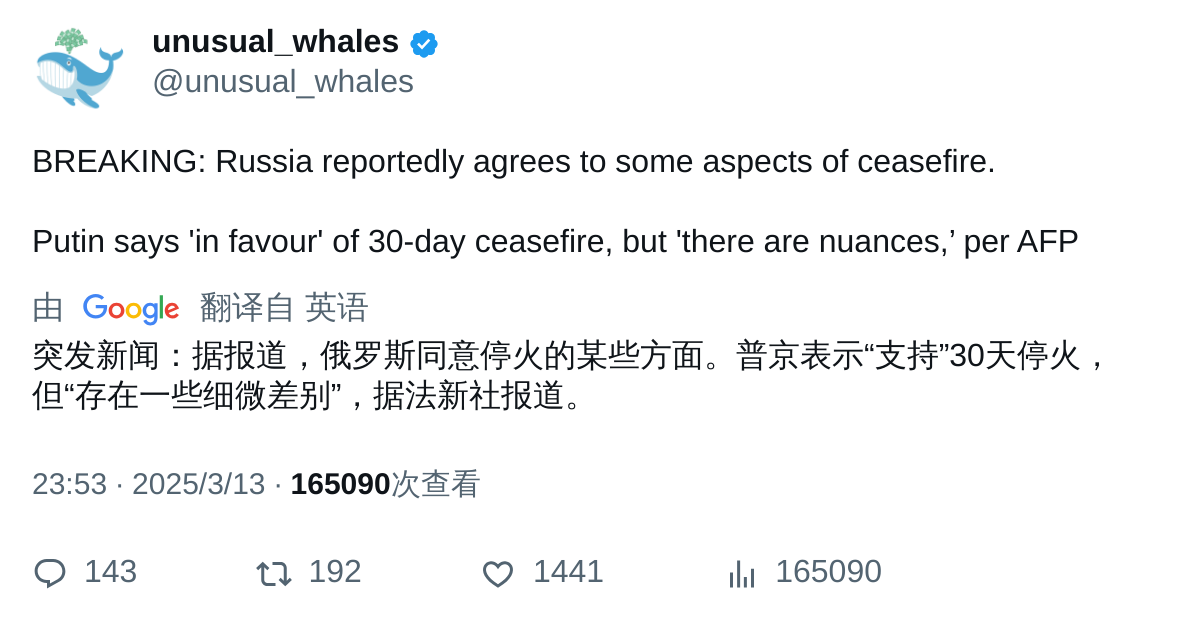 unusual_whales
@unusual_whales
BREAKING: Russia reportedly agrees to some aspects of ceasefire.
Putin says 'in favour' of 30-day ceasefire, but 'there are nuances,’ per AFP
由 Google 翻译自 英语
突发新闻：据报道，俄罗斯同意停火的某些方面。普京表示“支持”30天停火，
但“存在一些细微差别”，据法新社报道。
23:53 · 2025/3/13 · 165090次查看
143 192 1441 165090